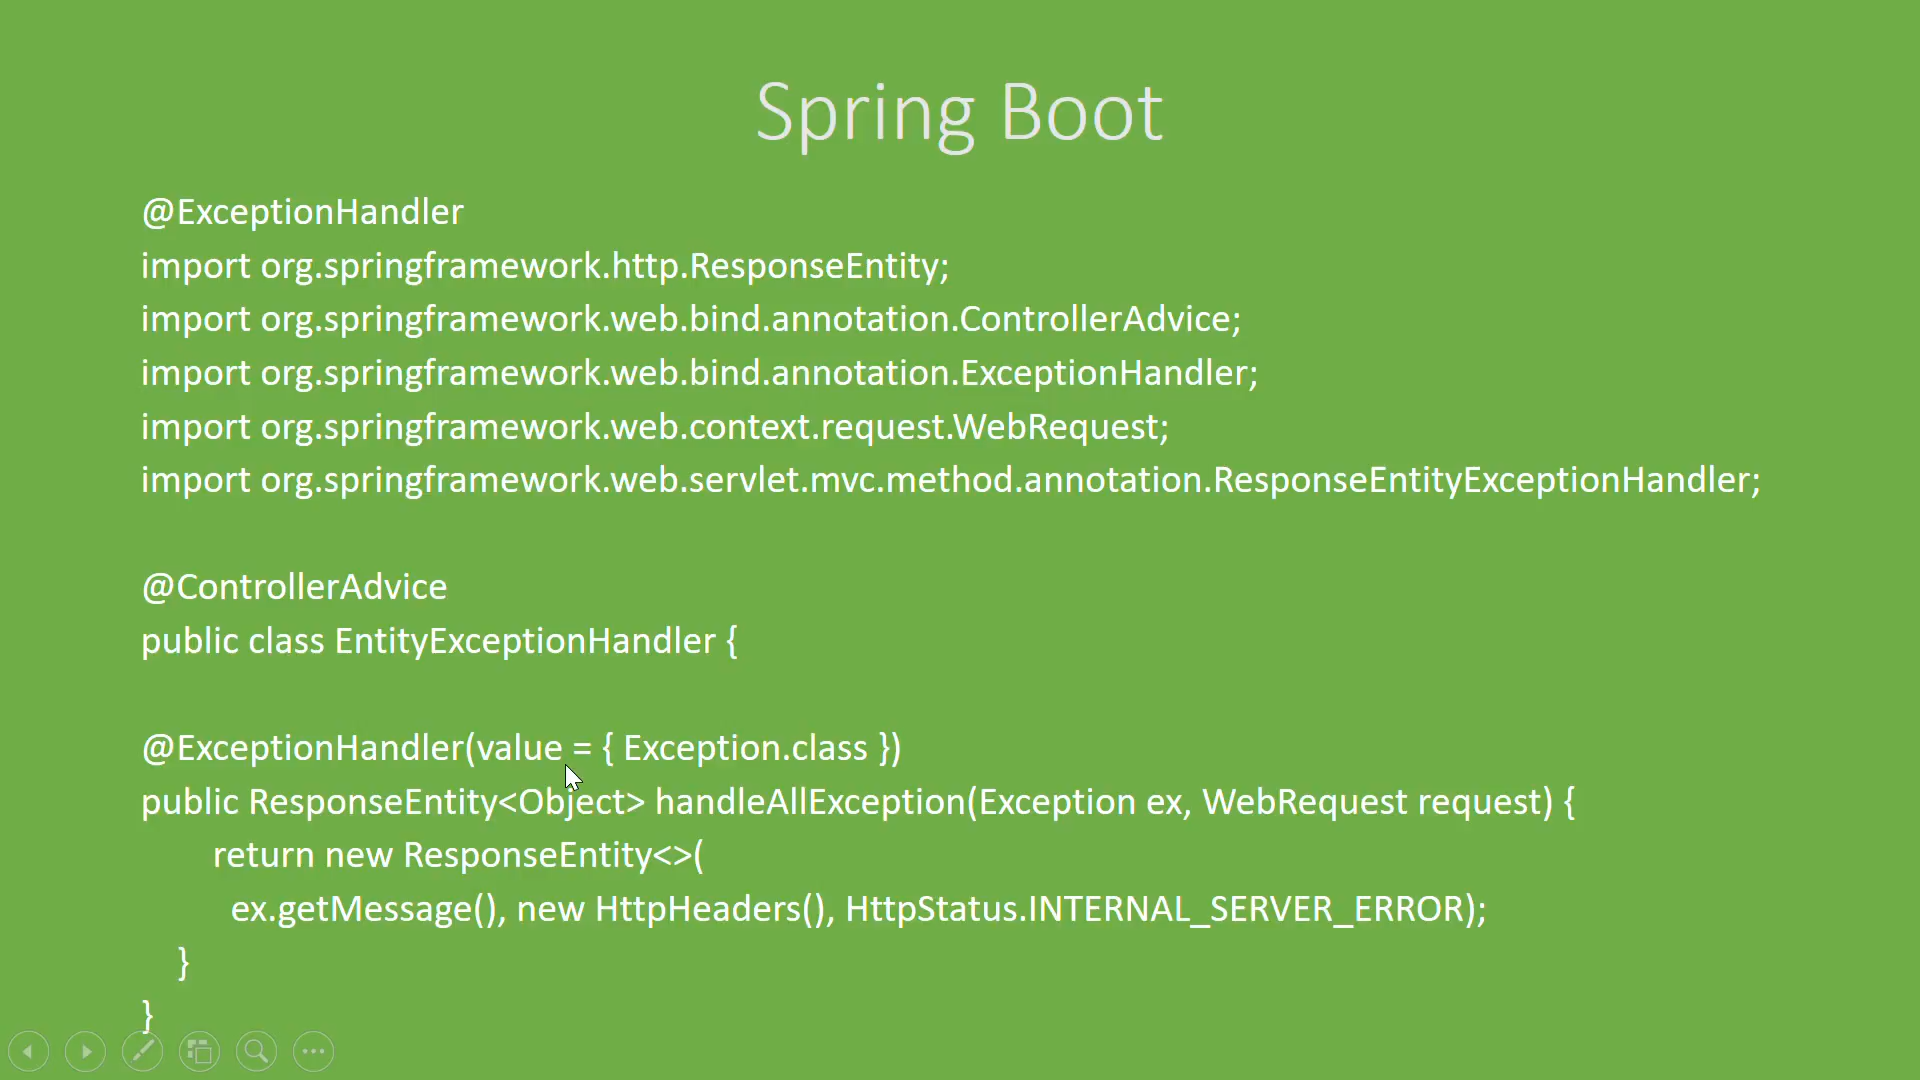 Spring Boot
@ExceptionHandler
import org.springframework.http.ResponseEntity;
import org.springframework.web.bind.annotation.ControllerAdvice;
import org.springframework.web.bind.annotation.ExceptionHandler;
import org.springframework.web.context.request.WebRequest;
import org.springframework.web.servlet.mvc.method.annotation.ResponseEntityExceptionHandler;
@ControllerAdvice
public class EntityExceptionHandler {
@ExceptionHandler(value = { Exception.class })
public ResponseEntity<Object> handleAllException(Exception ex, WebRequest request) {
return new ResponseEntity<>(
ex.getMessage(), new HttpHeaders(), HttpStatus.INTERNAL_SERVER_ERROR);
}
}